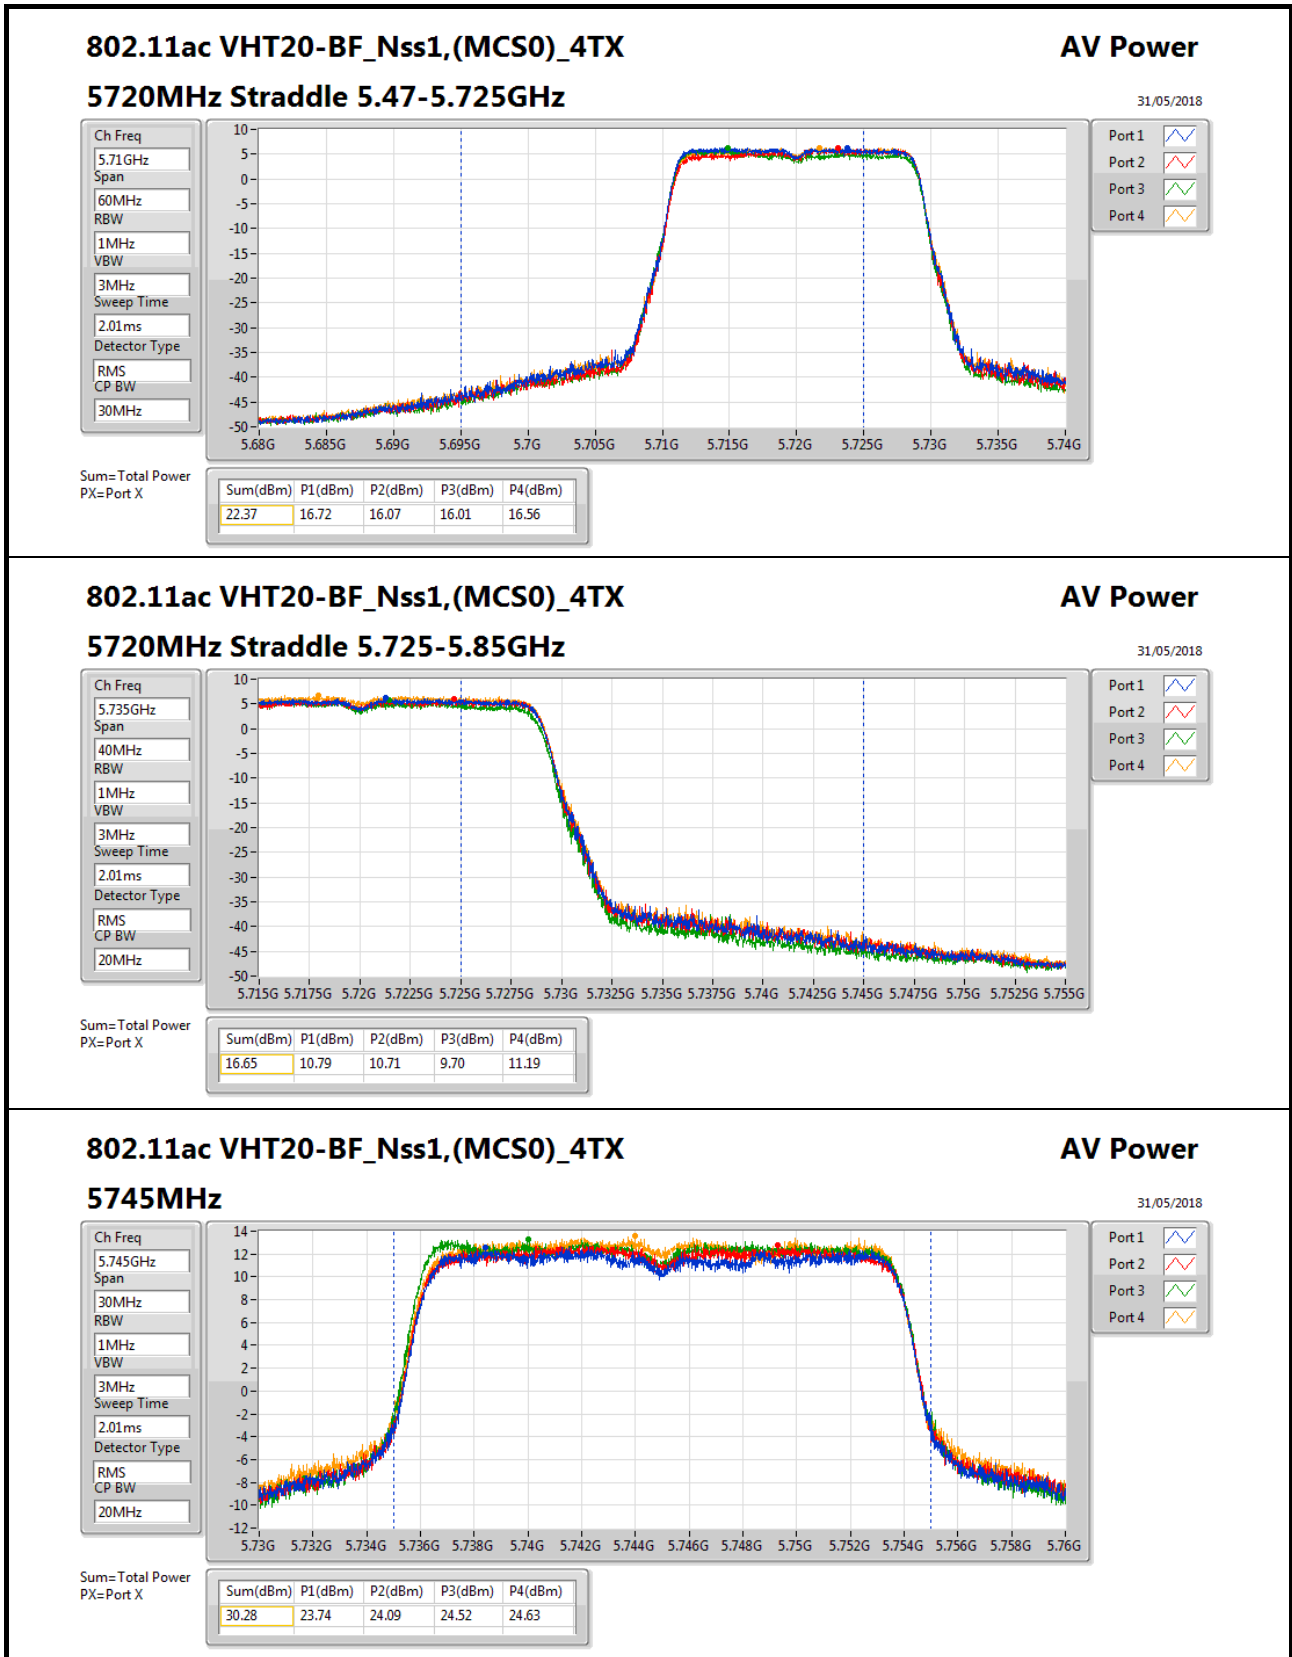 802.11ac VHT20-BF_Nss1,(MCS0)_4TX AV Power
5720MHz Straddle 5.47-5.725GHz 31/05/2018
Ch Freq
5.71GHz
Span
60MHz
RBW
1MHz
VBW
3MHz
Sweep Time
2.01ms
Detector Type
RMS
CP BW
30MHz
10
5
0
-5
-10
-15
-20
-25
-30
-35
-40
-45
-50
5.68G 5.685G 5.69G 5.695G 5.7G 5.705G 5.71G 5.715G 5.72G 5.725G 5.73G 5.735G 5.74G
Port 1
Port 2
Port 3
Port 4
Sum=Total Power
PX=Port X
Sum(dBm) P1(dBm) P2(dBm) P3(dBm) P4(dBm)
22.37 16.72 16.07 16.01 16.56
802.11ac VHT20-BF_Nss1,(MCS0)_4TX AV Power
5720MHz Straddle 5.725-5.85GHz 31/05/2018
Ch Freq
5.735GHz
Span
40MHz
RBW
1MHz
VBW
3MHz
Sweep Time
2.01ms
Detector Type
RMS
CP BW
20MHz
10
5
0
-5
-10
-15
-20
-25
-30
-35
-40
-45
-50
5.715G 5.7175G 5.72G 5.7225G 5.725G 5.7275G 5.73G 5.7325G 5.735G 5.7375G 5.74G 5.7425G 5.745G 5.7475G 5.75G 5.7525G 5.755G
Port 1
Port 2
Port 3
Port 4
Sum=Total Power
PX=Port X
Sum(dBm) P1(dBm) P2(dBm) P3(dBm) P4(dBm)
16.65 10.79 10.71 9.70 11.19
802.11ac VHT20-BF_Nss1,(MCS0)_4TX AV Power
5745MHz 31/05/2018
Ch Freq
5.745GHz
Span
30MHz
RBW
1MHz
VBW
3MHz
Sweep Time
2.01ms
Detector Type
RMS
CP BW
20MHz
14
12
10
8
6
4
2
0
-2
-4
-6
-8
-10
-12
5.73G 5.732G 5.734G 5.736G 5.738G 5.74G 5.742G 5.744G 5.746G 5.748G 5.75G 5.752G 5.754G 5.756G 5.758G 5.76G
Port 1
Port 2
Port 3
Port 4
Sum=Total Power
PX=Port X
Sum(dBm) P1(dBm) P2(dBm) P3(dBm) P4(dBm)
30.28 23.74 24.09 24.52 24.63